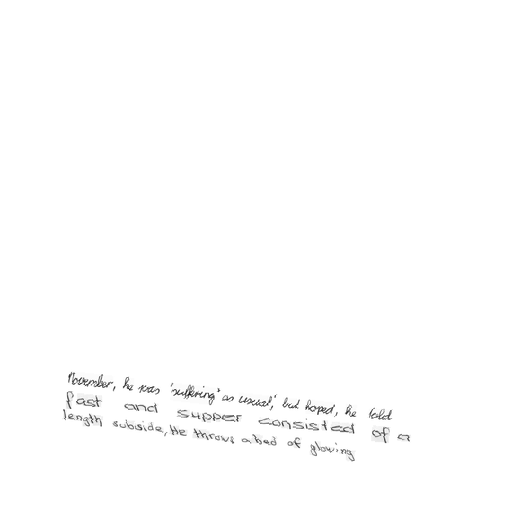 November, he was 'suffering' as usual,' but hoped, he told
fast and supper consisted of a
length subside, He throws a bed of glowing